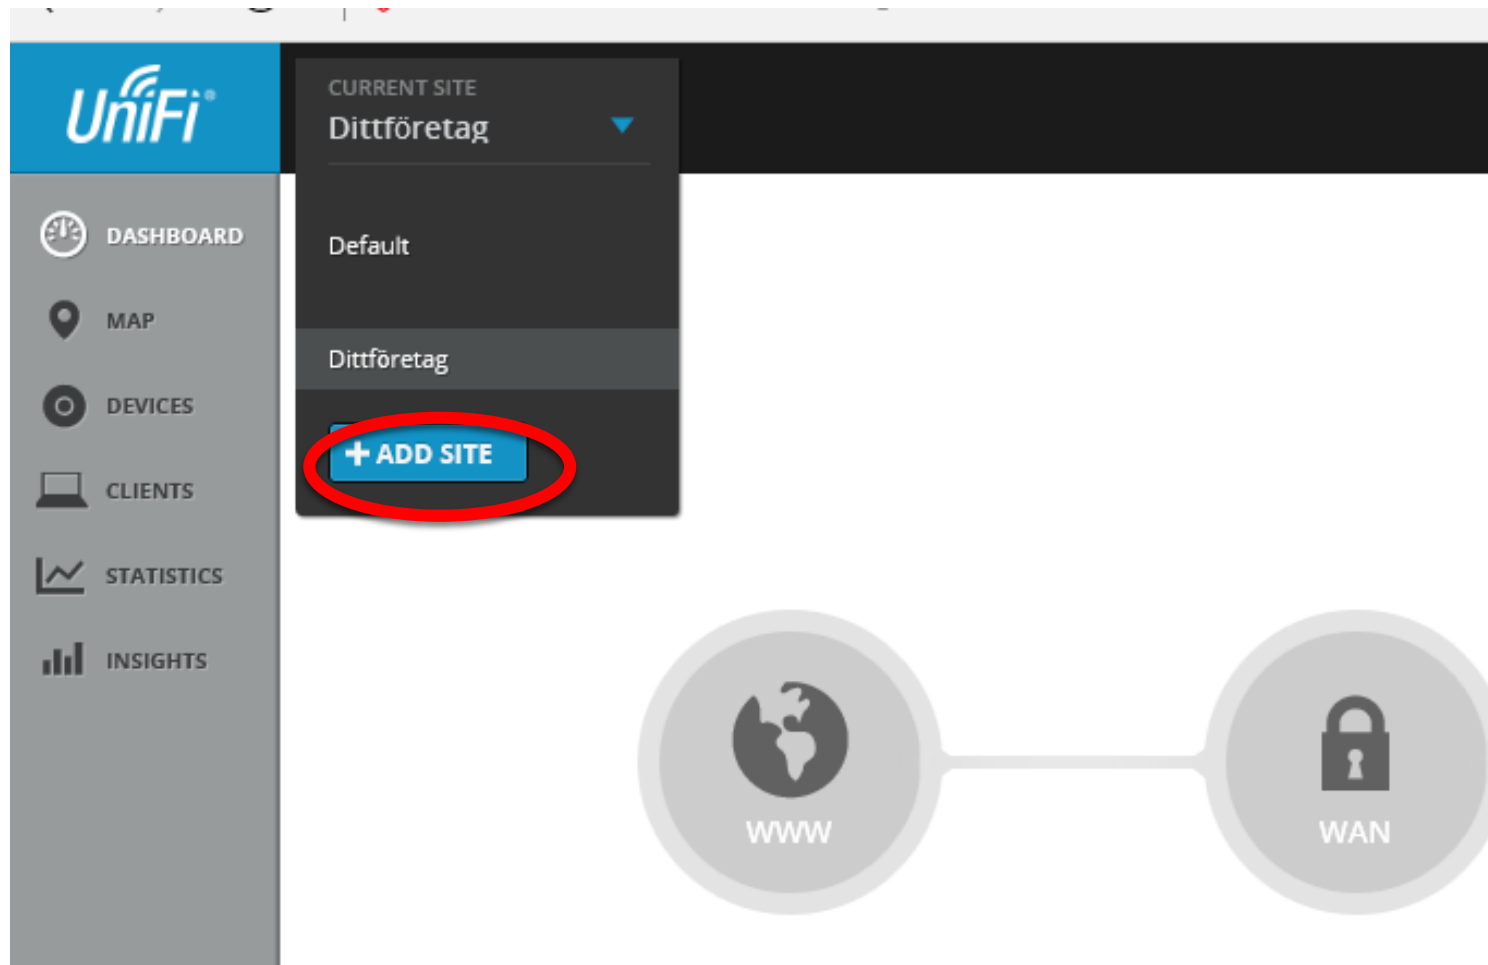 UniFi®
CURRENT SITE
Dittföretag
Default
Dittföretag
+ ADD SITE
DASHBOARD
MAP
DEVICES
CLIENTS
STATISTICS
INSIGHTS
WWW
WAN